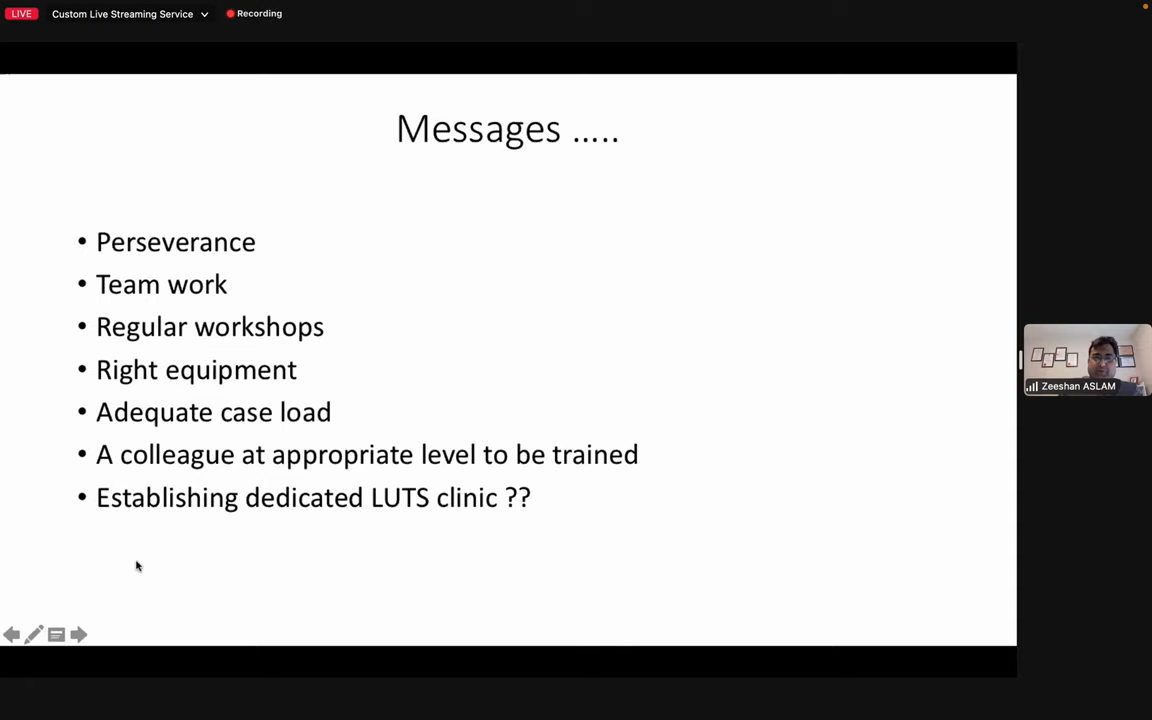 LIVE Custom Live Streaming Service Recording
Messages .....
• Perseverance
• Team work
• Regular workshops
• Right equipment
• Adequate case load
• A colleague at appropriate level to be trained
• Establishing dedicated LUTS clinic ??
Zeeshan ASLAM